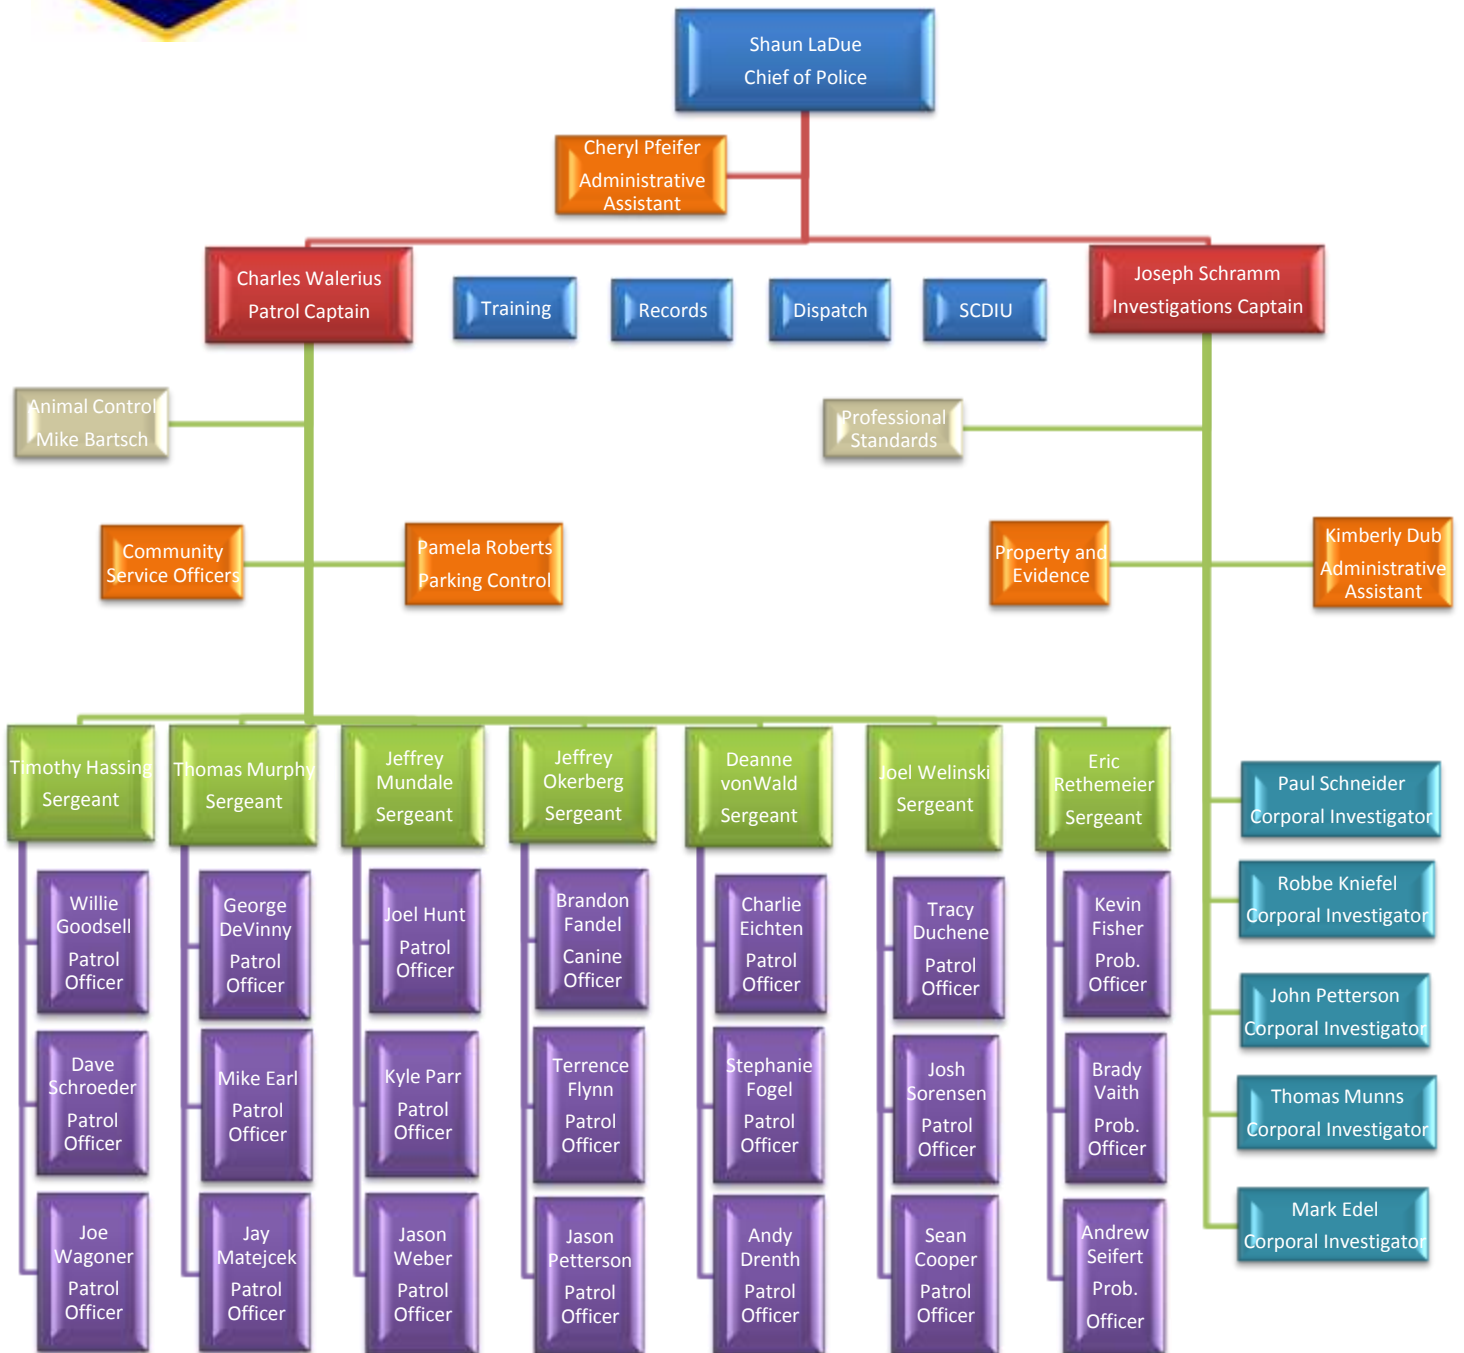 Shaun LaDue
Chief of Police
Cheryl Pfeifer
Administrative
Assistant
Charles Walerius
Patrol Captain
Training
Records
Dispatch
SCDIU
Joseph Schramm
Investigations Captain
Animal Control
Mike Bartsch
Professional
Standards
Community
Service Officers
Pamela Roberts
Parking Control
Property and
Evidence
Kimberly Dub
Administrative
Assistant
Timothy Hassing
Sergeant
Thomas Murphy
Sergeant
Jeffrey
Mundale
Sergeant
Jeffrey
Okerberg
Sergeant
Deanne
vonWald
Sergeant
Joel Welinski
Sergeant
Eric
Rethemeier
Sergeant
Paul Schneider
Corporal Investigator
Robbe Kniefel
Corporal Investigator
John Petterson
Corporal Investigator
Thomas Munns
Corporal Investigator
Mark Edel
Corporal Investigator
Willie
Goodsell
Patrol
Officer
George
DeVinny
Patrol
Officer
Joel Hunt
Patrol
Officer
Brandon
Fandel
Canine
Officer
Charlie
Eichten
Patrol
Officer
Tracy
Duchene
Patrol
Officer
Kevin
Fisher
Prob.
Officer
Dave
Schroeder
Patrol
Officer
Mike Earl
Patrol
Officer
Kyle Parr
Patrol
Officer
Terrence
Flynn
Patrol
Officer
Stephanie
Fogel
Patrol
Officer
Josh
Sorensen
Patrol
Officer
Brady
Vaith
Prob.
Officer
Joe
Wagoner
Patrol
Officer
Jay
Matejcek
Patrol
Officer
Jason
Weber
Patrol
Officer
Jason
Petterson
Patrol
Officer
Andy
Drenth
Patrol
Officer
Sean
Cooper
Patrol
Officer
Andrew
Seifert
Prob.
Officer